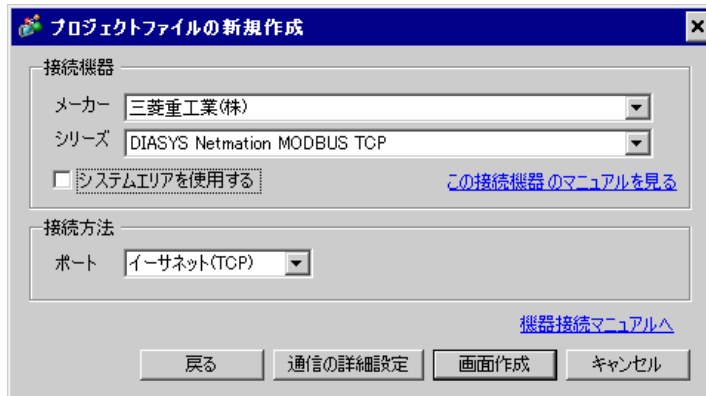 プロジェクトファイルの新規作成
接続機器
メーカー 三菱重工業(株)
シリーズ DIASYS Netmation MODBUS TCP
システムエリアを使用する この接続機器のマニュアルを見る
接続方法
ポート イーサネット(TCP)
機器接続マニュアルへ
戻る 通信の詳細設定 画面作成 キャンセル